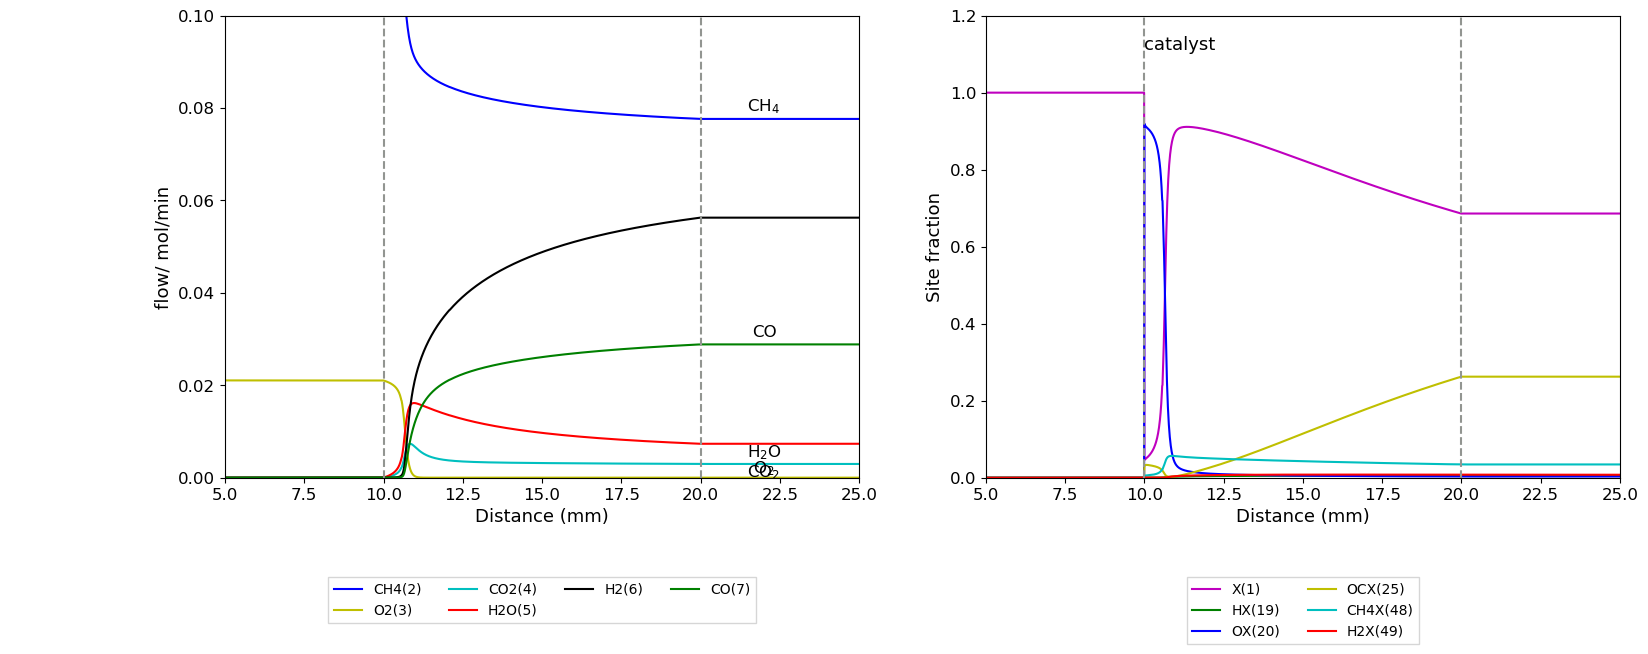 0.10
0.08
0.06
0.04
0.02
0.00
flow/ mol/min
CH4
CO
H2O
O2
CO2
5.0 7.5 10.0 12.5 15.0 17.5 20.0 22.5 25.0
Distance (mm)
CH4(2) CO2(4) H2(6) CO(7)
O2(3) H2O(5)
1.2
1.0
0.8
0.6
0.4
0.2
0.0
Site fraction
catalyst
5.0 7.5 10.0 12.5 15.0 17.5 20.0 22.5 25.0
Distance (mm)
X(1) OCX(25)
HX(19) CH4X(48)
OX(20) H2X(49)